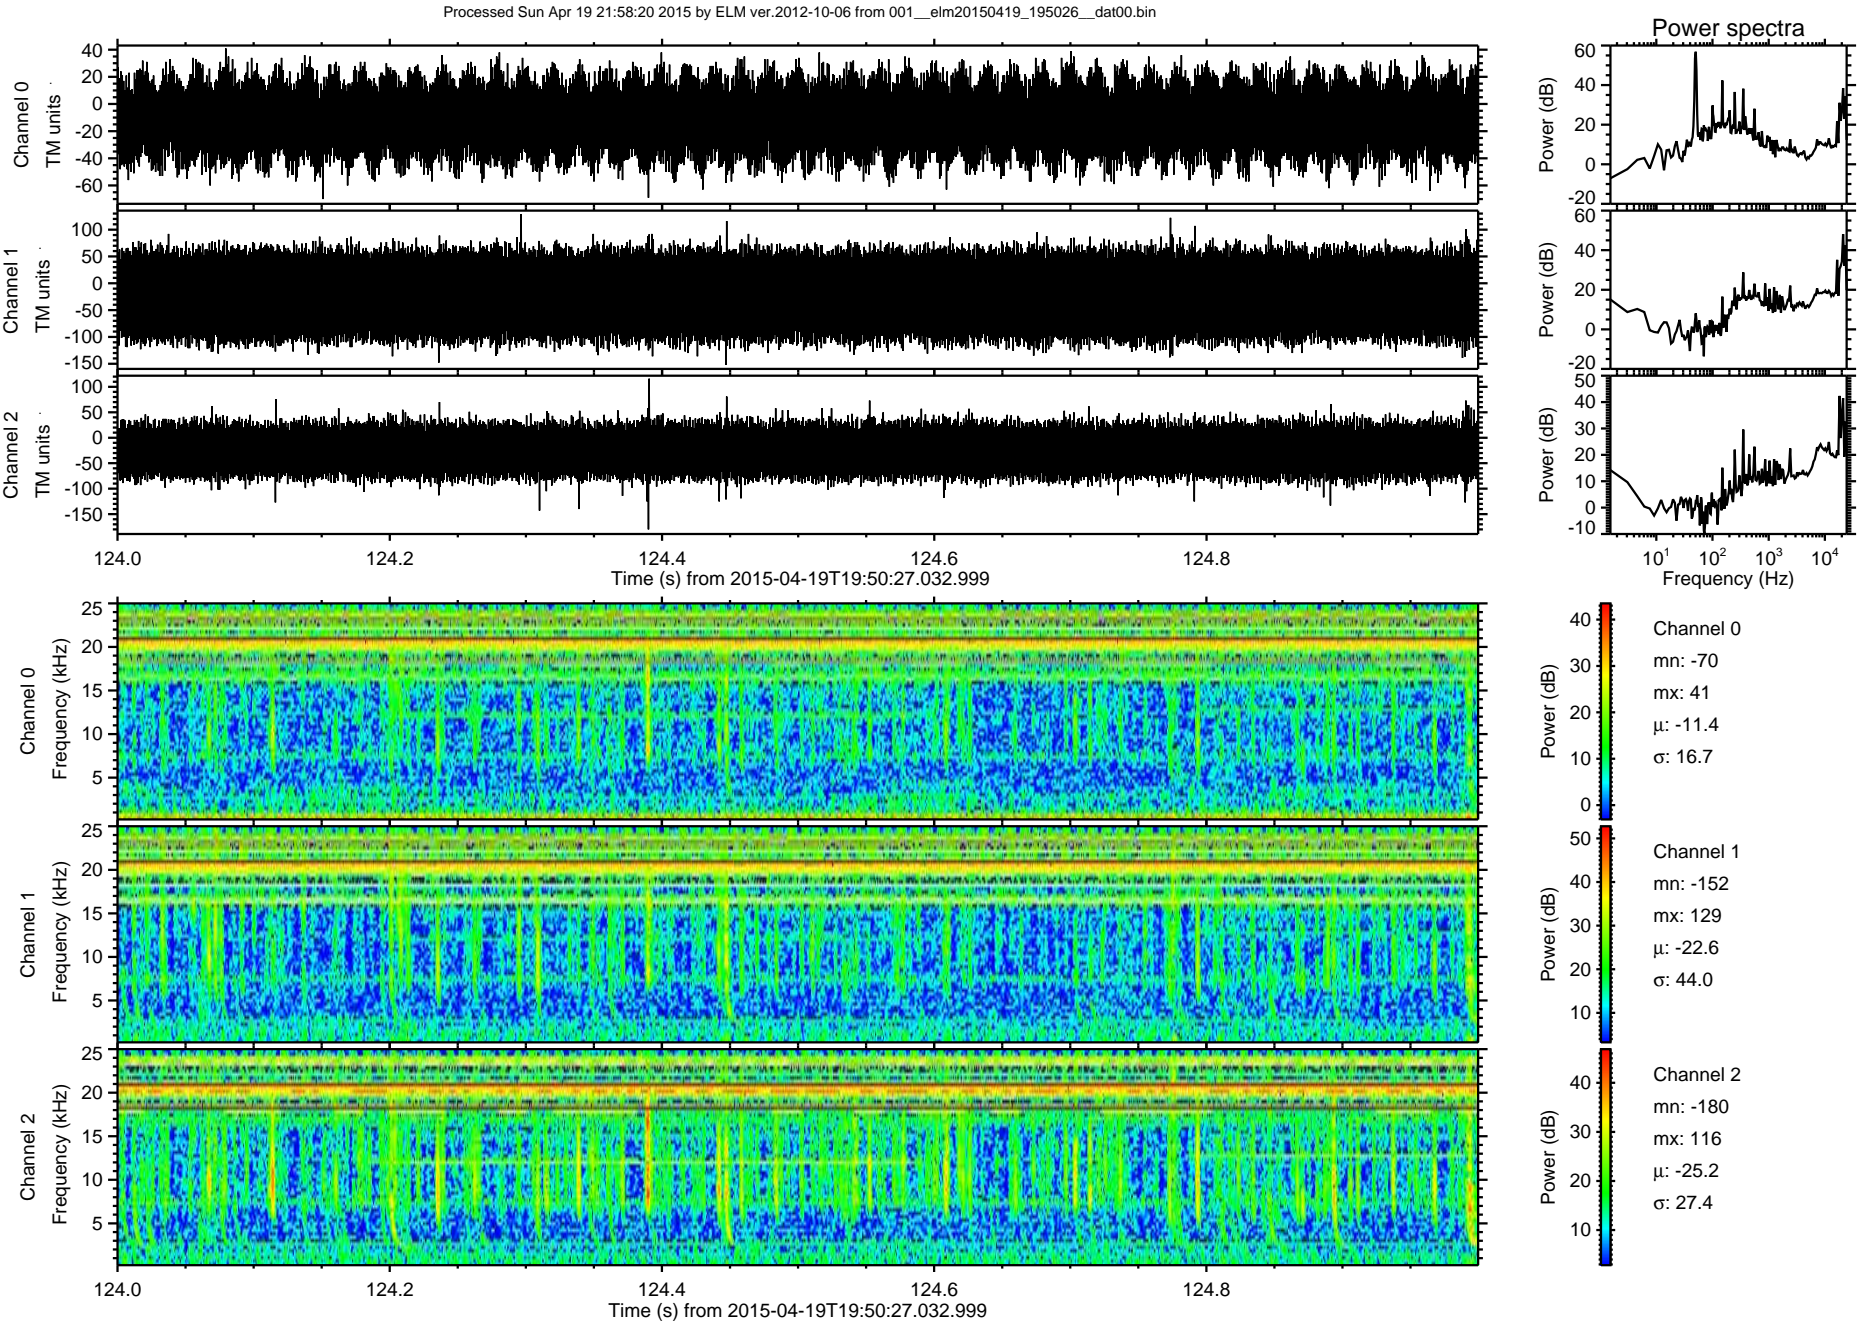 Processed Sun Apr 19 21:58:20 2015 by ELM ver.2012-10-06 from 001__elm20150419_195026__dat00.bin
Power spectra
Channel 0
TM units
40
20
0
-20
-40
-60
Power (dB)
60
40
20
0
-20
Channel 1
TM units
100
50
0
-50
-100
-150
Power (dB)
60
40
20
0
-20
Channel 2
TM units
100
50
0
-50
-100
-150
Power (dB)
50
40
30
20
10
0
-10
124.0 124.2 124.4 124.6 124.8
Time (s) from 2015-04-19T19:50:27.032.999
10¹ 10² 10³ 10⁴
Frequency (Hz)
Channel 0
Frequency (kHz)
25
20
15
10
5
Power (dB)
40
30
20
10
0
Channel 0
mn: -70
mx: 41
μ: -11.4
σ: 16.7
Channel 1
Frequency (kHz)
25
20
15
10
5
Power (dB)
50
40
30
20
10
Channel 1
mn: -152
mx: 129
μ: -22.6
σ: 44.0
Channel 2
Frequency (kHz)
25
20
15
10
5
Power (dB)
40
30
20
10
Channel 2
mn: -180
mx: 116
μ: -25.2
σ: 27.4
124.0 124.2 124.4 124.6 124.8
Time (s) from 2015-04-19T19:50:27.032.999